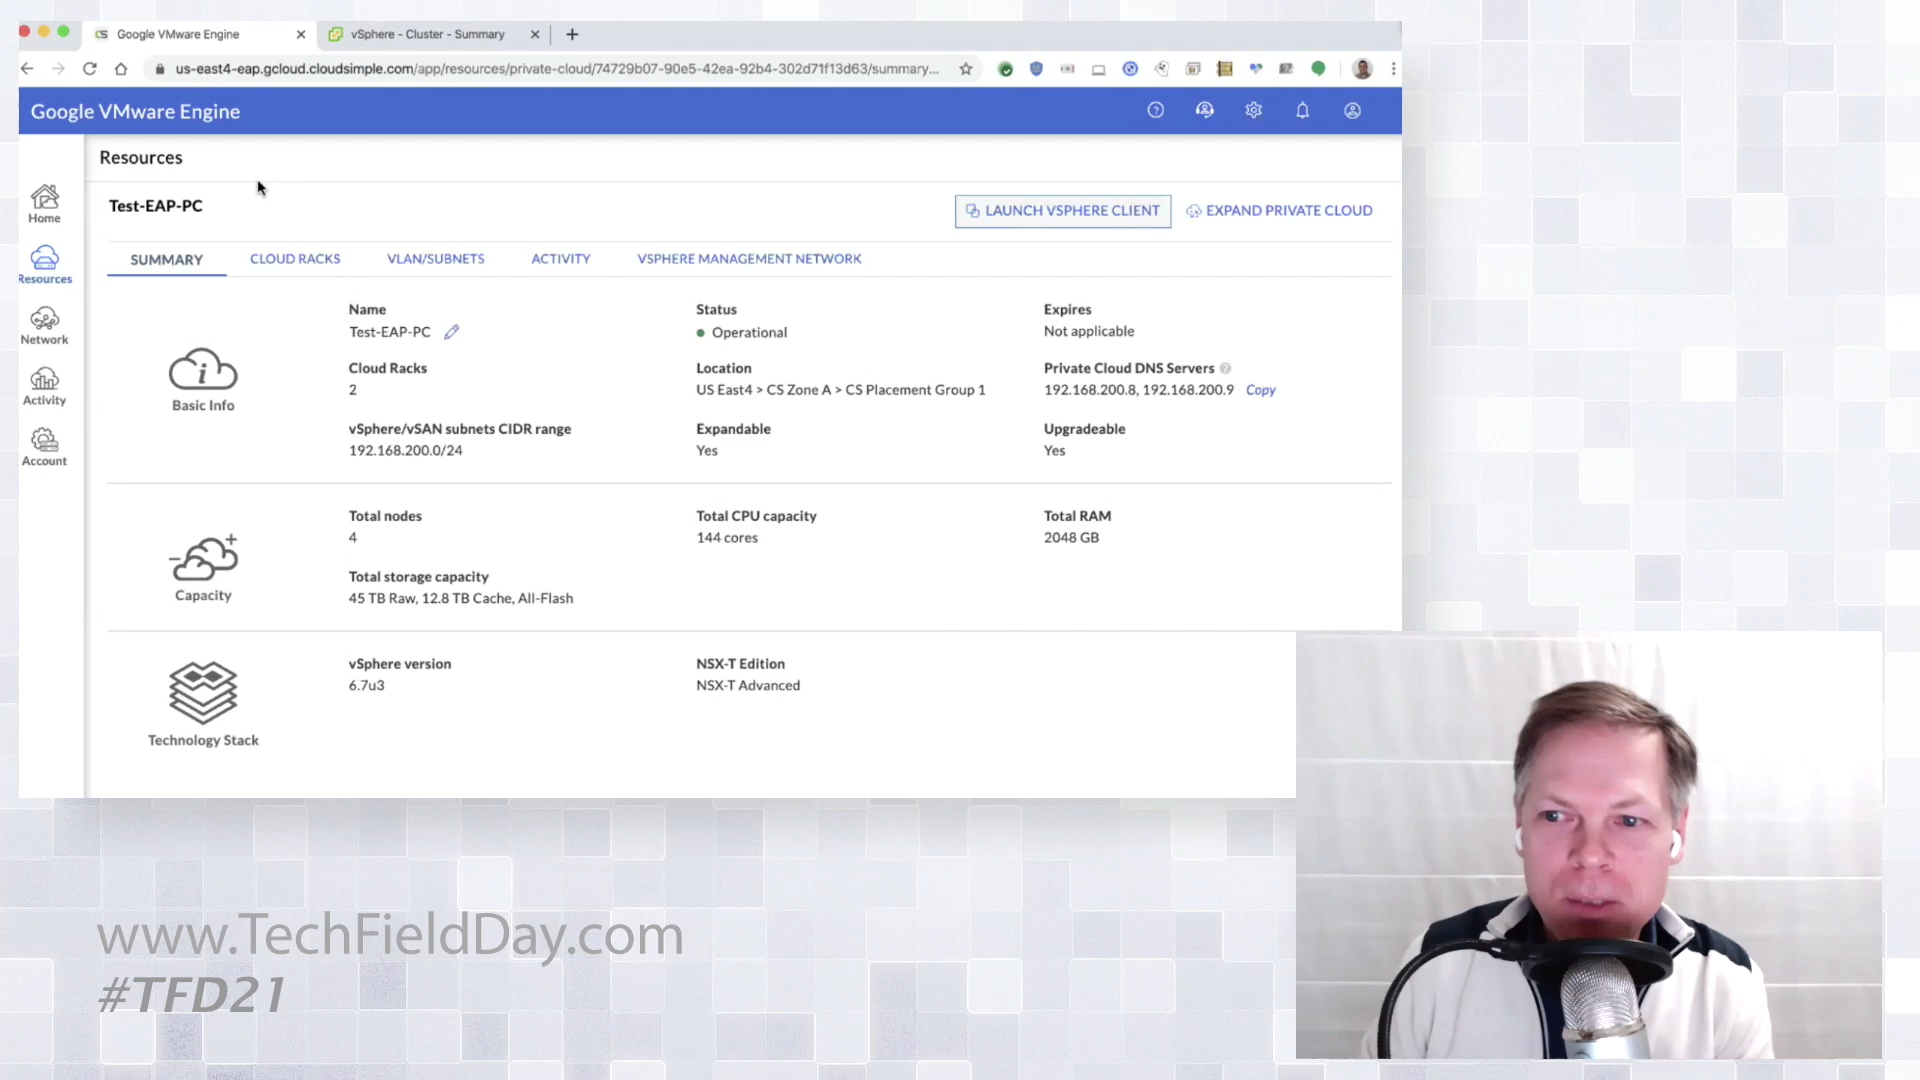 Google VMware Engine
vSphere - Cluster - Summary
us-east4-eap.gcloud.cloudsimple.com/app/resources/private-cloud/74729b07-90e5-42ea-92b4-302d71f13d63/summary...
Google VMware Engine
Resources
Test-EAP-PC
LAUNCH VSPHERE CLIENT
EXPAND PRIVATE CLOUD
Home
Resources
Network
Activity
Account
SUMMARY
CLOUD RACKS
VLAN/SUBNETS
ACTIVITY
VSPHERE MANAGEMENT NETWORK
Basic Info
Name
Test-EAP-PC
Status
Operational
Expires
Not applicable
Cloud Racks
2
Location
US East4 > CS Zone A > CS Placement Group 1
Private Cloud DNS Servers
192.168.200.8, 192.168.200.9 Copy
vSphere/vSAN subnets CIDR range
192.168.200.0/24
Expandable
Yes
Upgradeable
Yes
Capacity
Total nodes
4
Total CPU capacity
144 cores
Total RAM
2048 GB
Total storage capacity
45 TB Raw, 12.8 TB Cache, All-Flash
Technology Stack
vSphere version
6.7u3
NSX-T Edition
NSX-T Advanced
www.TechFieldDay.com
#TFD21